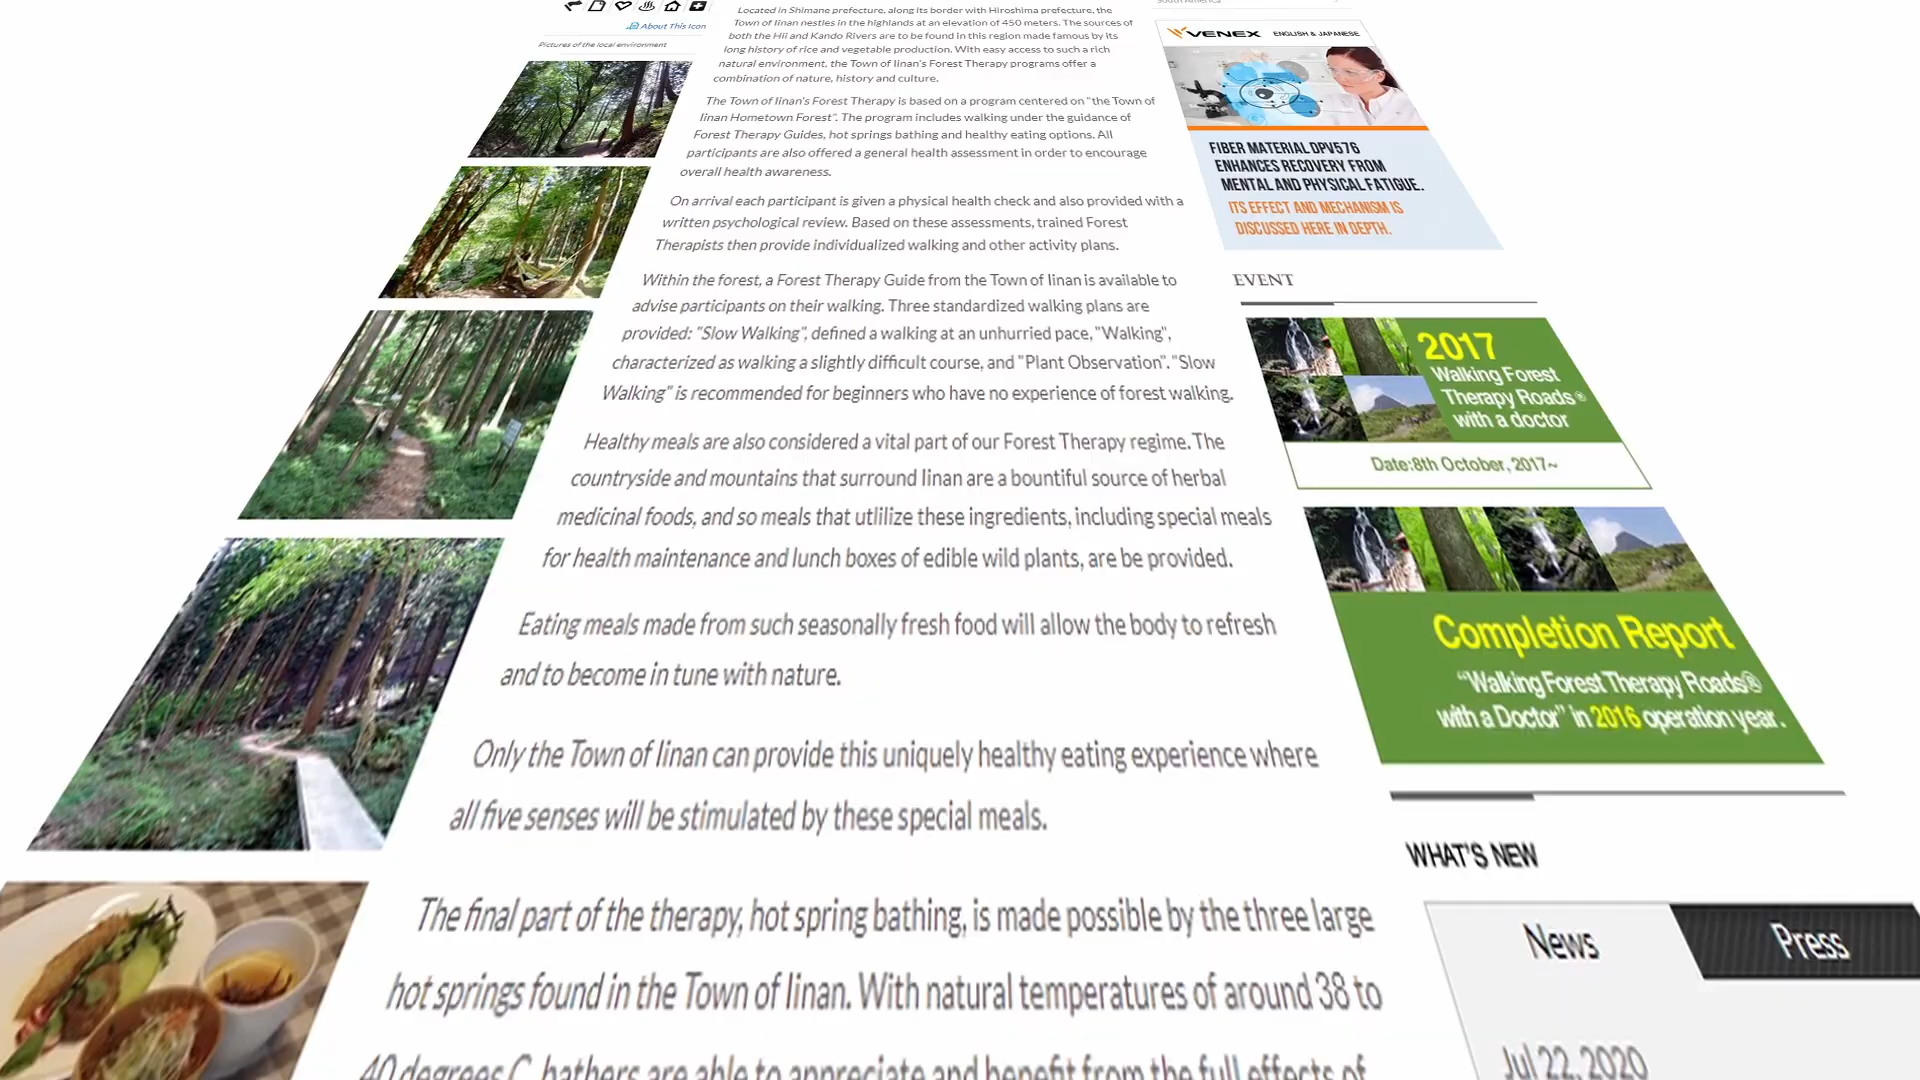 About This Icon
Pictures of the local environment
Located in Shimane prefecture, along its border with Hiroshima prefecture, the
Town of Iinan nestles in the highlands at an elevation of 450 meters. The sources of
both the Hii and Kando Rivers are to be found in this region made famous by its
long history of rice and vegetable production. With easy access to such a rich
natural environment, the Town of Iinan's Forest Therapy programs offer a
combination of nature, history and culture.
The Town of Iinan's Forest Therapy is based on a program centered on "the Town of
Iinan Hometown Forest". The program includes walking under the guidance of
Forest Therapy Guides, hot springs bathing and healthy eating options. All
participants are also offered a general health assessment in order to encourage
overall health awareness.
On arrival each participant is given a physical health check and also provided with a
written psychological review. Based on these assessments, trained Forest
Therapists then provide individualized walking and other activity plans.
Within the forest, a Forest Therapy Guide from the Town of Iinan is available to
advise participants on their walking. Three standardized walking plans are
provided: "Slow Walking", defined a walking at an unhurried pace, "Walking",
characterized as walking a slightly difficult course, and "Plant Observation". "Slow
Walking" is recommended for beginners who have no experience of forest walking.
Healthy meals are also considered a vital part of our Forest Therapy regime. The
countryside and mountains that surround Iinan are a bountiful source of herbal
medicinal foods, and so meals that utlilize these ingredients, including special meals
for health maintenance and lunch boxes of edible wild plants, are be provided.
Eating meals made from such seasonally fresh food will allow the body to refresh
and to become in tune with nature.
Only the Town of Iinan can provide this uniquely healthy eating experience where
all five senses will be stimulated by these special meals.
The final part of the therapy, hot spring bathing, is made possible by the three large
hot springs found in the Town of Iinan. With natural temperatures of around 38 to
40 degrees C, bathers are able to appreciate and benefit from the full effects of
South America
VENEX ENGLISH & JAPANESE
FIBER MATERIAL DPV576
ENHANCES RECOVERY FROM
MENTAL AND PHYSICAL FATIGUE.
ITS EFFECT AND MECHANISM IS
DISCUSSED HERE IN DEPTH.
EVENT
2017
Walking Forest
Therapy Roads®
with a doctor
Date:8th October, 2017~
Completion Report
"Walking Forest Therapy Roads®
with a Doctor" in 2016 operation year.
WHAT'S NEW
News
Press
Jul 22, 2020